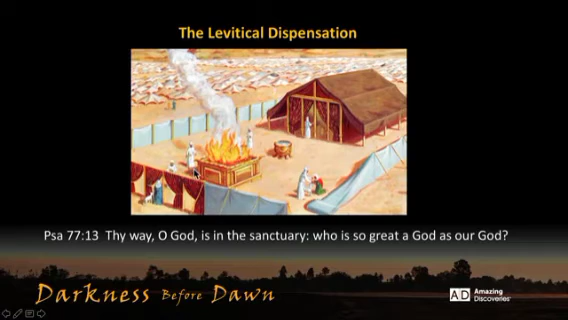 The Levitical Dispensation
Psa 77:13 Thy way, O God, is in the sanctuary: who is so great a God as our God?
Darkness Before Dawn
AD Amazing
Discoveries